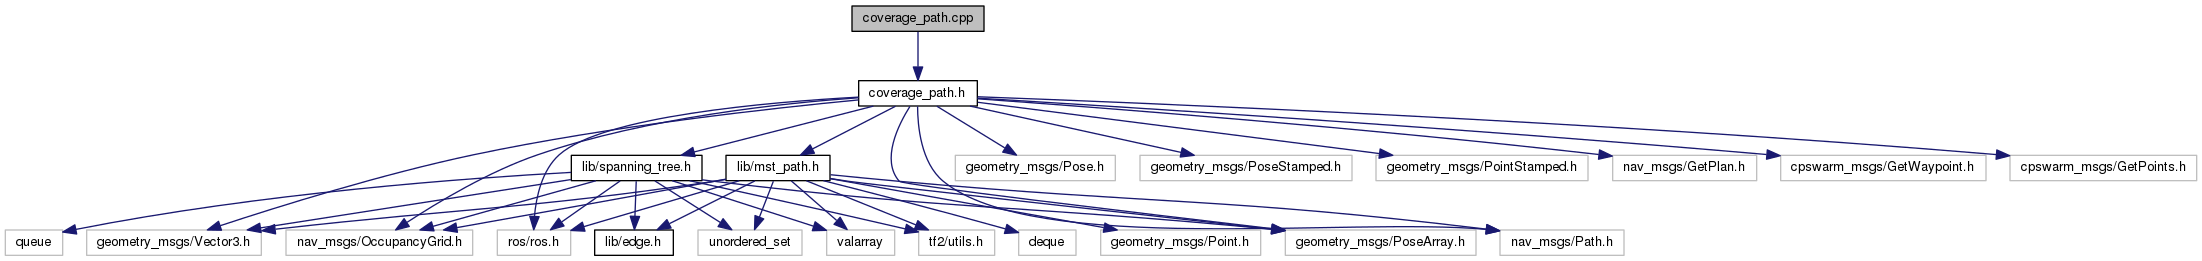 coverage_path.cpp
coverage_path.h
lib/spanning_tree.h
lib/mst_path.h
geometry_msgs/Pose.h
geometry_msgs/PoseStamped.h
geometry_msgs/PointStamped.h
nav_msgs/GetPlan.h
cpswarm_msgs/GetWaypoint.h
cpswarm_msgs/GetPoints.h
queue
geometry_msgs/Vector3.h
nav_msgs/OccupancyGrid.h
ros/ros.h
lib/edge.h
unordered_set
valarray
tf2/utils.h
deque
geometry_msgs/Point.h
geometry_msgs/PoseArray.h
nav_msgs/Path.h